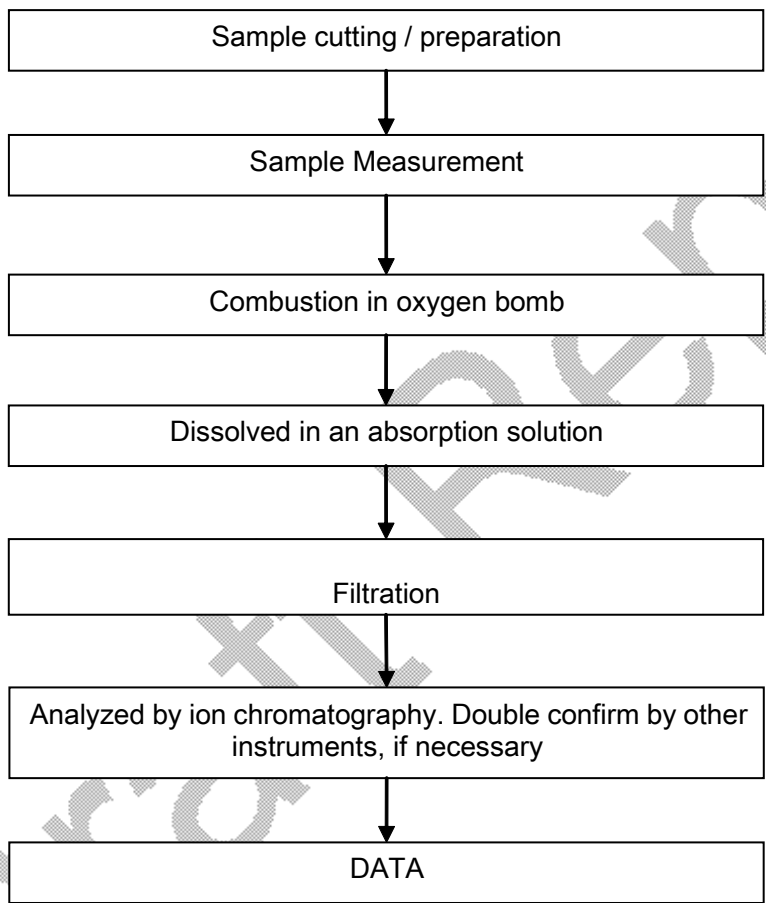 Sample cutting / preparation
Sample Measurement
Combustion in oxygen bomb
Dissolved in an absorption solution
Filtration
Analyzed by ion chromatography. Double confirm by other
instruments, if necessary
DATA